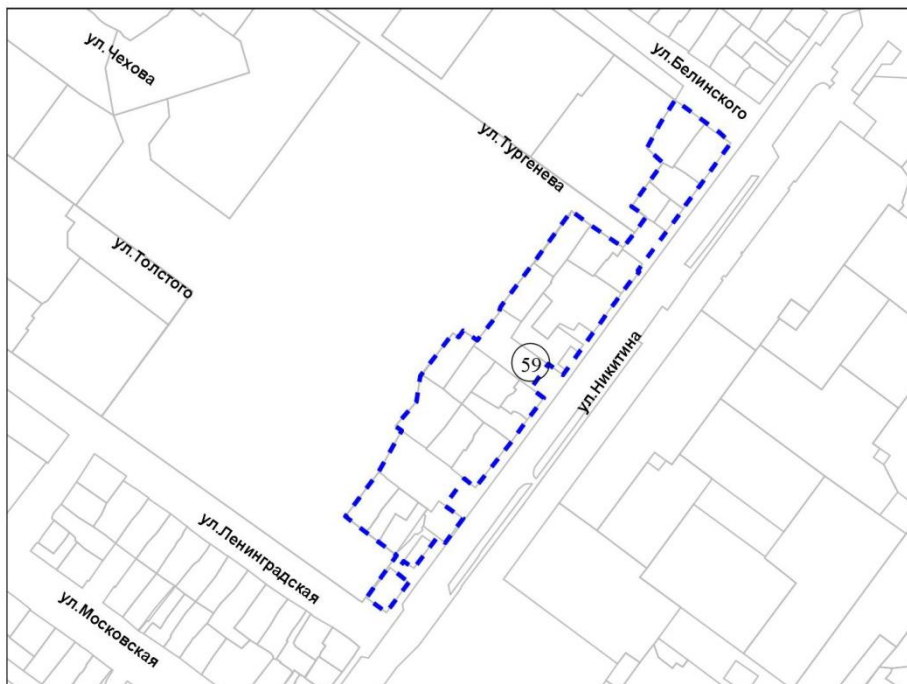 ул.Чехова
ул.Белинского
ул.Тургенева
ул.Толстого
59
ул.Никитина
ул.Ленинградская
ул.Московская